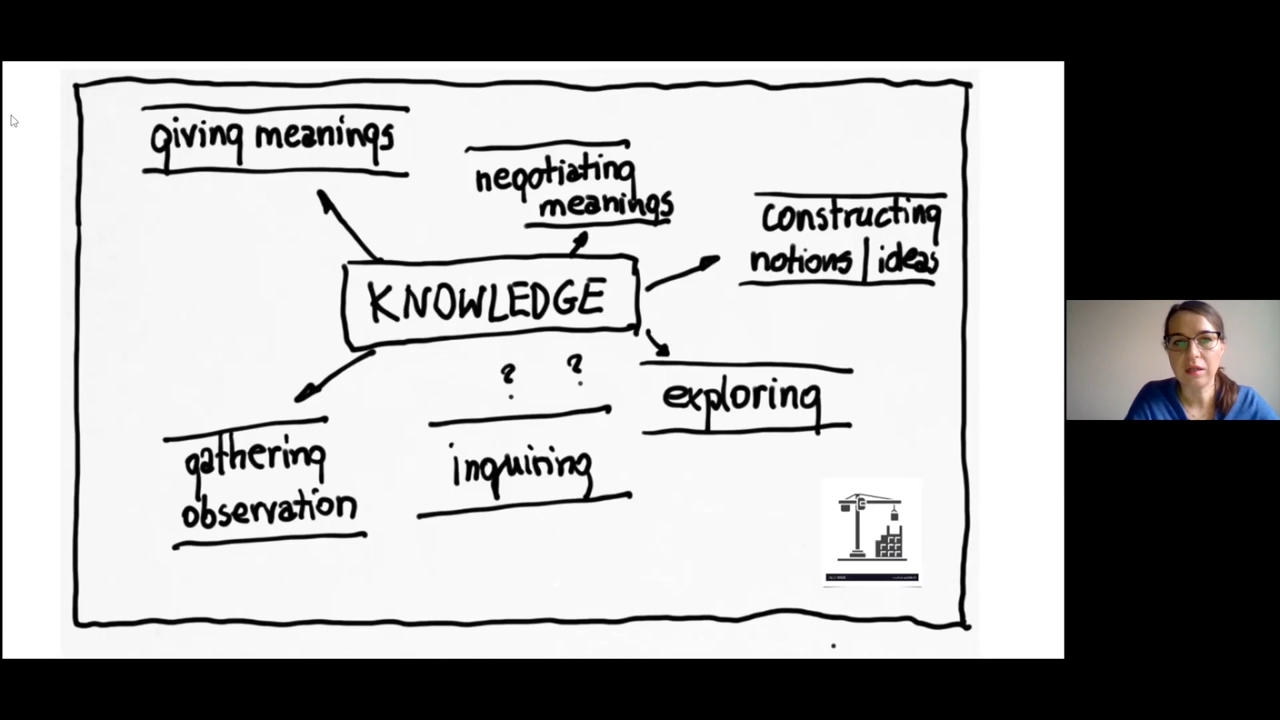 giving meanings
negotiating
meanings
constructing
notions | ideas
KNOWLEDGE
? ?
exploring
gathering
observation
inquiring